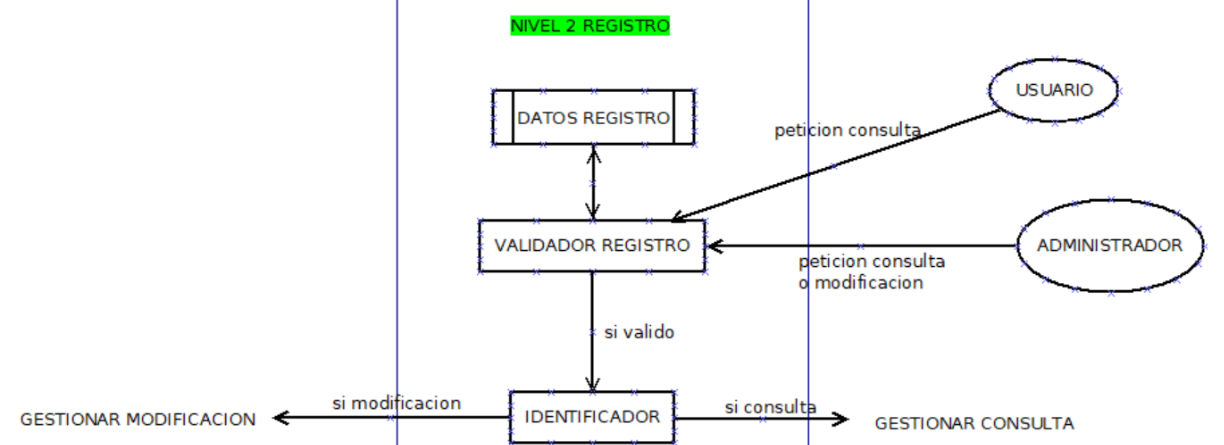 NIVEL 2 REGISTRO
USUARIO
DATOS REGISTRO
peticion consulta
VALIDADOR REGISTRO
ADMINISTRADOR
peticion consulta
o modificacion
si valido
si modificacion
si consulta
GESTIONAR MODIFICACION
IDENTIFICADOR
GESTIONAR CONSULTA